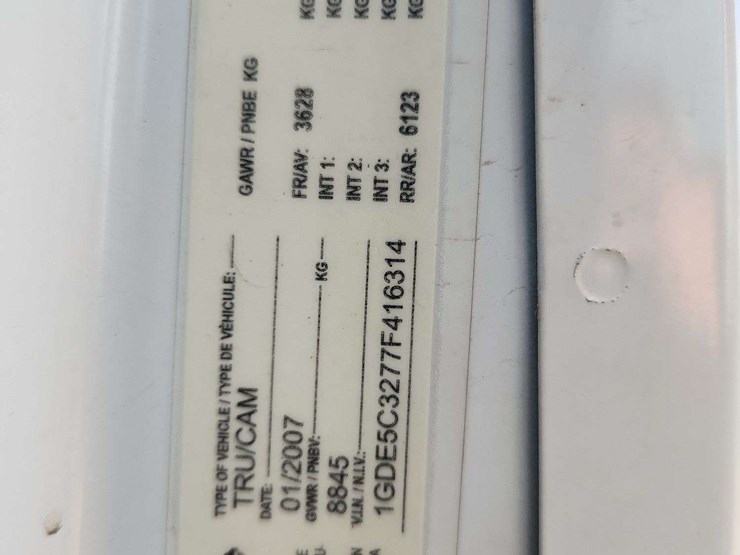 TYPE OF VEHICLE / TYPE DE VÉHICULE:
TRU/CAM
DATE:
01/2007
GVWR / PNBV:
8845 KG
V.I.N. / N.I.V.:
1GDE5C3277F416314
GAWR / PNBE KG
FR/AV: 3628 KG
INT 1: KG
INT 2: KG
INT 3: KG
RR/AR: 6123 KG